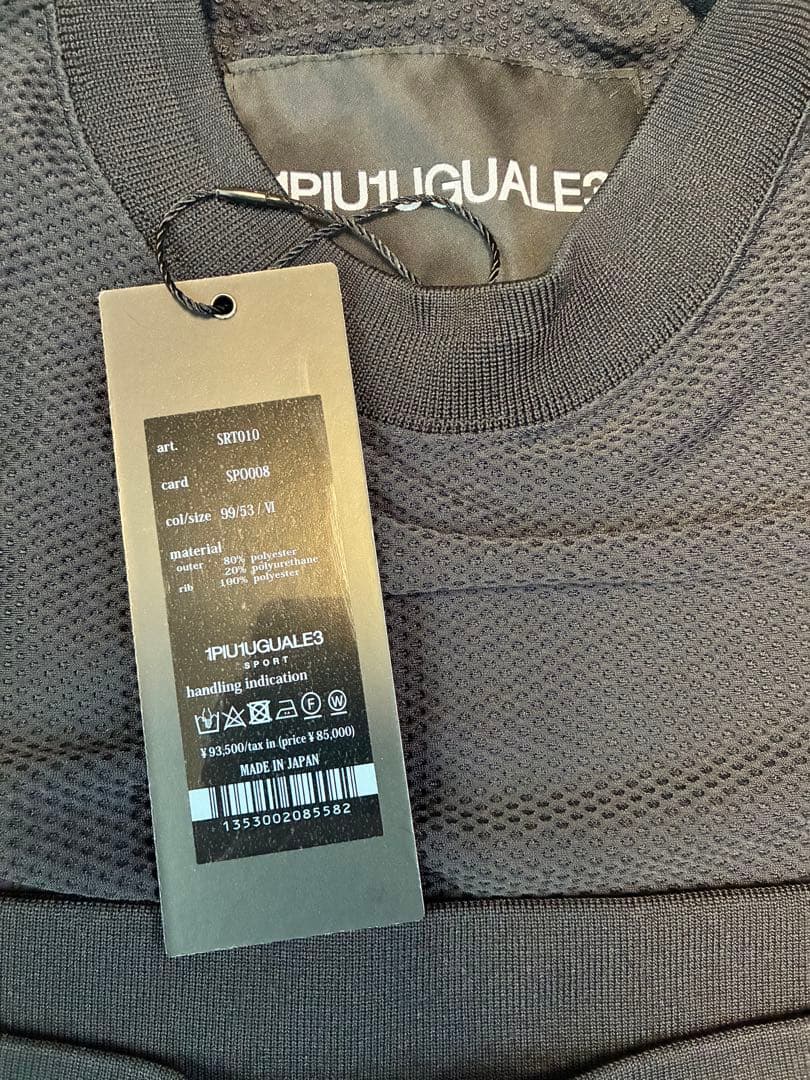 1PIU1UGUALE3
art. SRT010
card SPO008
col/size 99/53 / VI
material
outer 80% polyester
20% polyurethane
rib 100% polyester
1PIU1UGUALE3
SPORT
handling indication
F W
¥93,500/tax in (price ¥85,000)
MADE IN JAPAN
1353002085582